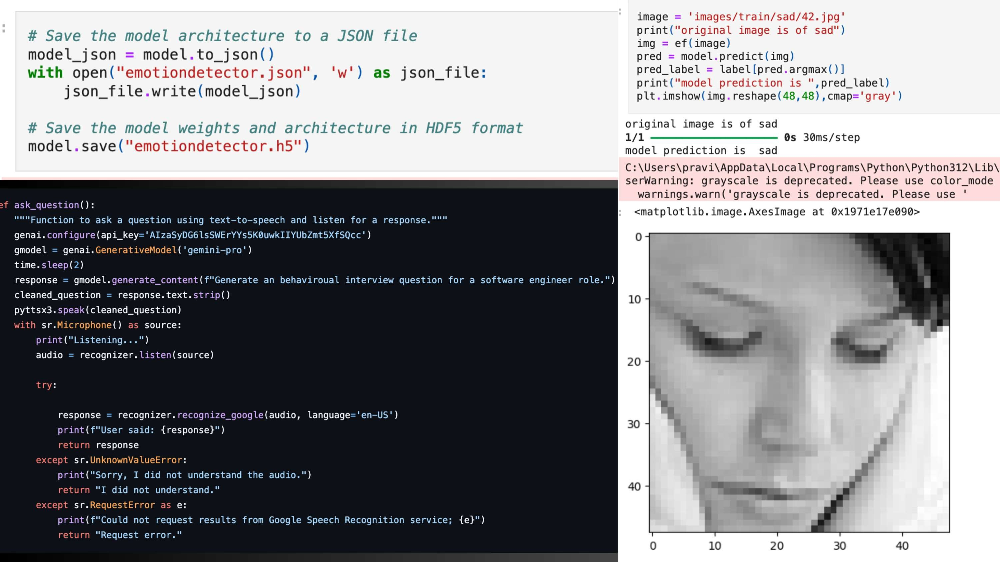 # Save the model architecture to a JSON file
model_json = model.to_json()
with open("emotiondetector.json", 'w') as json_file:
    json_file.write(model_json)
# Save the model weights and architecture in HDF5 format
model.save("emotiondetector.h5")
ef ask_question():
"""Function to ask a question using text-to-speech and listen for a response."""
genai.configure(api_key='AIzaSyDG6lsSWErYYs5K0uwkIIYUbZmt5XfSQcc')
gmodel = genai.GenerativeModel('gemini-pro')
time.sleep(2)
response = gmodel.generate_content(f"Generate an behaviroual interview question for a software engineer role.")
cleaned_question = response.text.strip()
pyttsx3.speak(cleaned_question)
with sr.Microphone() as source:
    print("Listening...")
    audio = recognizer.listen(source)
    try:
        response = recognizer.recognize_google(audio, language='en-US')
        print(f"User said: {response}")
        return response
    except sr.UnknownValueError:
        print("Sorry, I did not understand the audio.")
        return "I did not understand."
    except sr.RequestError as e:
        print(f"Could not request results from Google Speech Recognition service; {e}")
        return "Request error."
image = 'images/train/sad/42.jpg'
print("original image is of sad")
img = ef(image)
pred = model.predict(img)
pred_label = label[pred.argmax()]
print("model prediction is ",pred_label)
plt.imshow(img.reshape(48,48),cmap='gray')
original image is of sad
1/1 0s 30ms/step
model prediction is  sad
C:\Users\pravi\AppData\Local\Programs\Python\Python312\Lib\
serWarning: grayscale is deprecated. Please use color_mode
  warnings.warn('grayscale is deprecated. Please use '
<matplotlib.image.AxesImage at 0x1971e17e090>
0
10
20
30
40
0 10 20 30 40